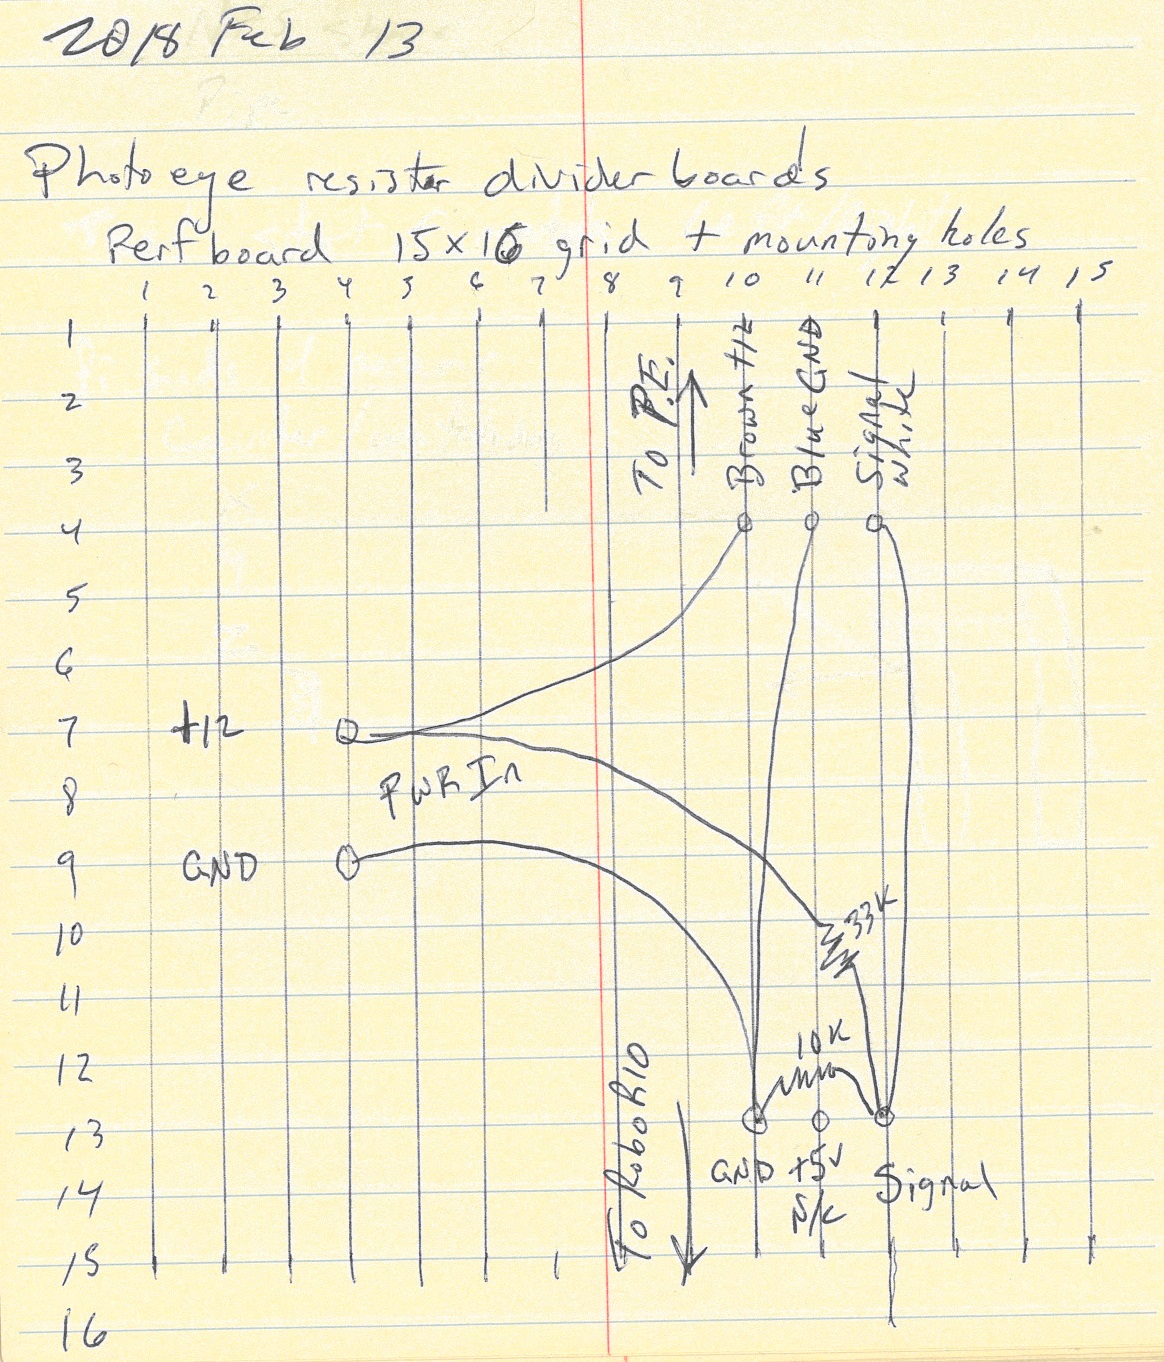 2018 Feb 13
Photo eye resister divider boards
Perfboard 15x16 grid + mounting holes
1 2 3 4 5 6 7 8 9 10 11 12 13 14 15
1
2
3
4
5
6
7
8
9
10
11
12
13
14
15
16
To P.E.
Brown +12
Blue GND
Signal
White
+12
PWR In
GND
33K
10K
To RoboRIO
GND +5V Signal
N/C